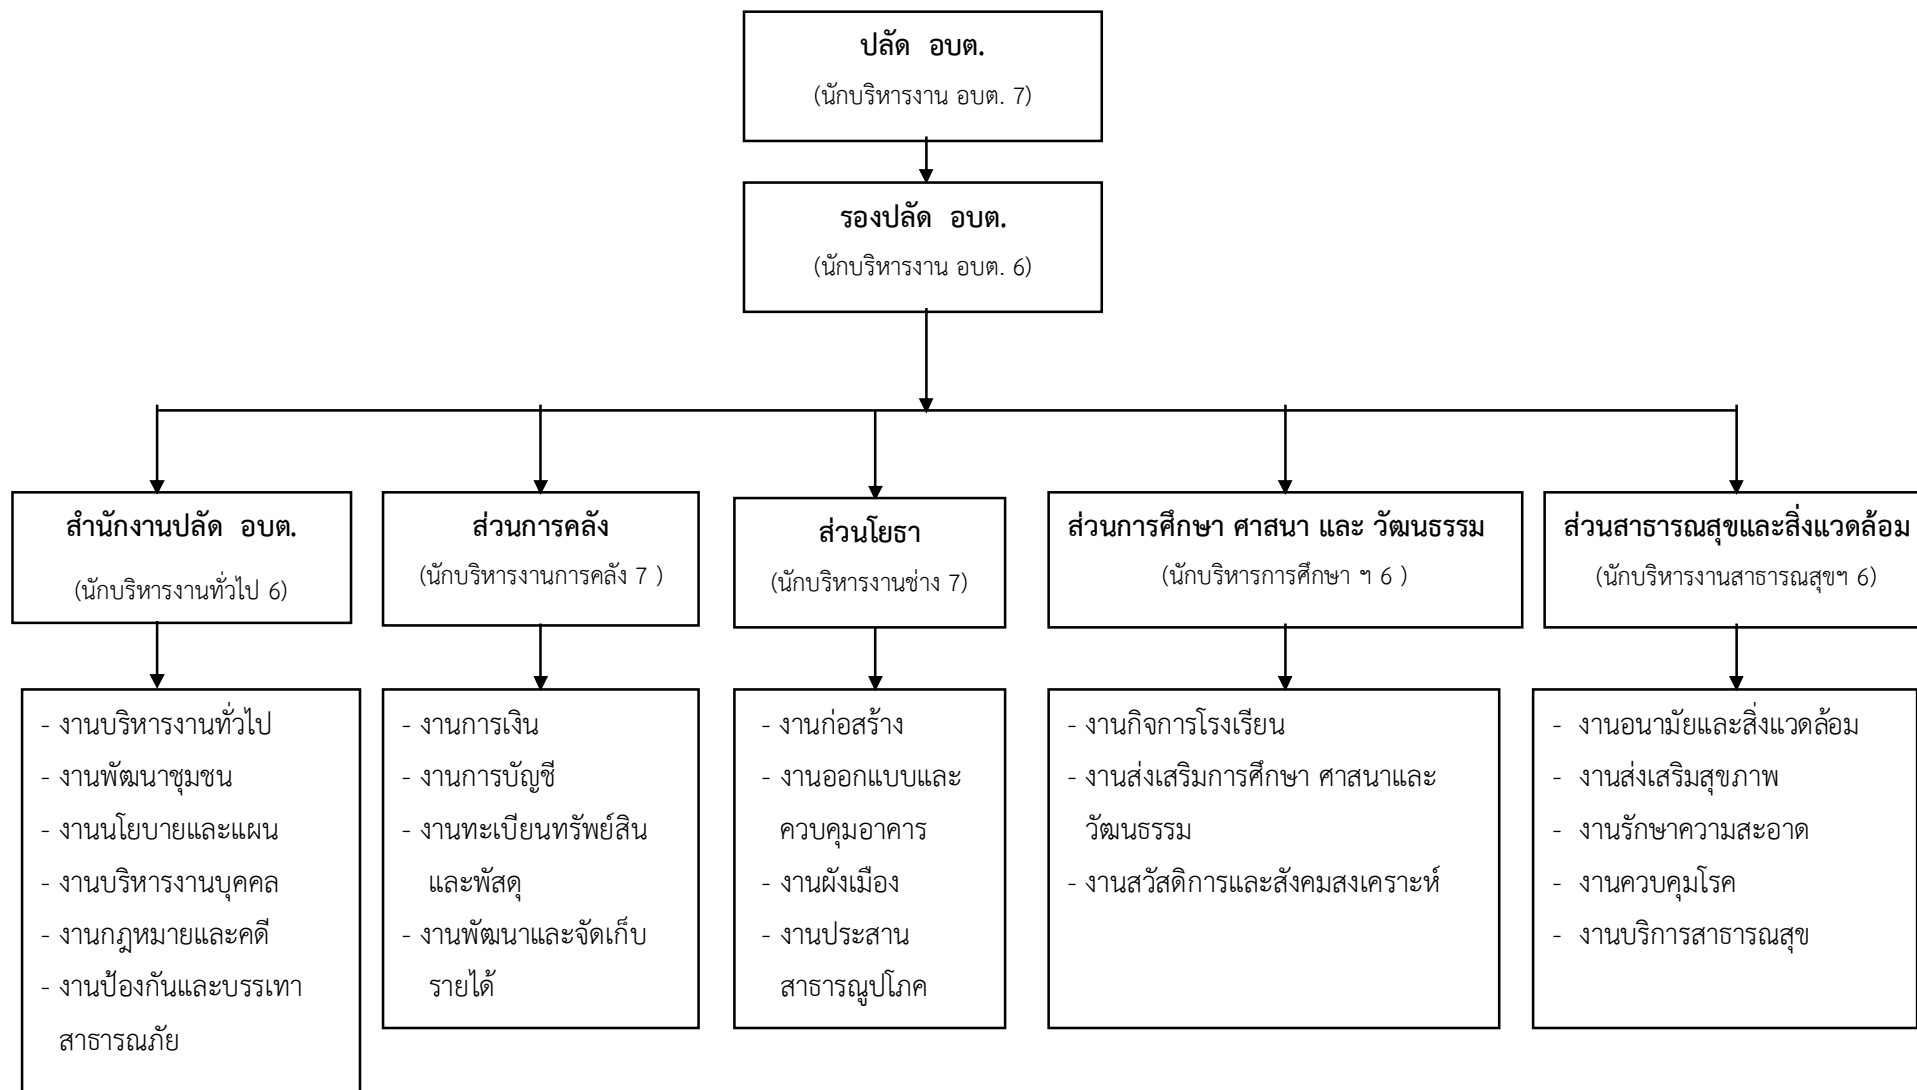 ปลัด อบต.
(นักบริหารงาน อบต. 7)
รองปลัด อบต.
(นักบริหารงาน อบต. 6)
สำนักงานปลัด อบต.
(นักบริหารงานทั่วไป 6)
ส่วนการคลัง
(นักบริหารงานการคลัง 7 )
ส่วนโยธา
(นักบริหารงานช่าง 7)
ส่วนการศึกษา ศาสนา และ วัฒนธรรม
(นักบริหารการศึกษา ฯ 6 )
ส่วนสาธารณสุขและสิ่งแวดล้อม
(นักบริหารงานสาธารณสุขฯ 6)
- งานบริหารงานทั่วไป
- งานพัฒนาชุมชน
- งานนโยบายและแผน
- งานบริหารงานบุคคล
- งานกฎหมายและคดี
- งานป้องกันและบรรเทา
สาธารณภัย
- งานการเงิน
- งานการบัญชี
- งานทะเบียนทรัพย์สิน
และพัสดุ
- งานพัฒนาและจัดเก็บ
รายได้
- งานก่อสร้าง
- งานออกแบบและ
ควบคุมอาคาร
- งานผังเมือง
- งานประสาน
สาธารณูปโภค
- งานกิจการโรงเรียน
- งานส่งเสริมการศึกษา ศาสนาและ
วัฒนธรรม
- งานสวัสดิการและสังคมสงเคราะห์
- งานอนามัยและสิ่งแวดล้อม
- งานส่งเสริมสุขภาพ
- งานรักษาความสะอาด
- งานควบคุมโรค
- งานบริการสาธารณสุข